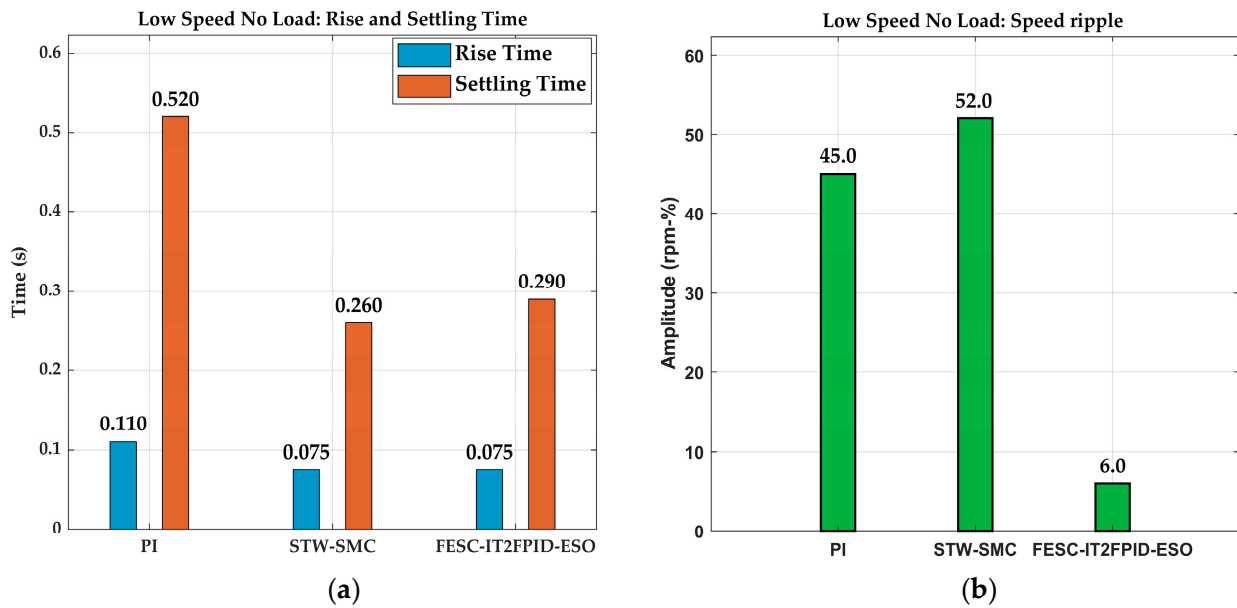 Low Speed No Load: Rise and Settling Time
Time (s)
0.6
0.5
0.4
0.3
0.2
0.1
0
Rise Time
Settling Time
0.110
0.520
0.075
0.260
0.075
0.290
PI
STW-SMC
FESC-IT2FPID-ESO
(a)
Low Speed No Load: Speed ripple
Amplitude (rpm-%)
60
50
40
30
20
10
0
45.0
52.0
6.0
PI
STW-SMC
FESC-IT2FPID-ESO
(b)